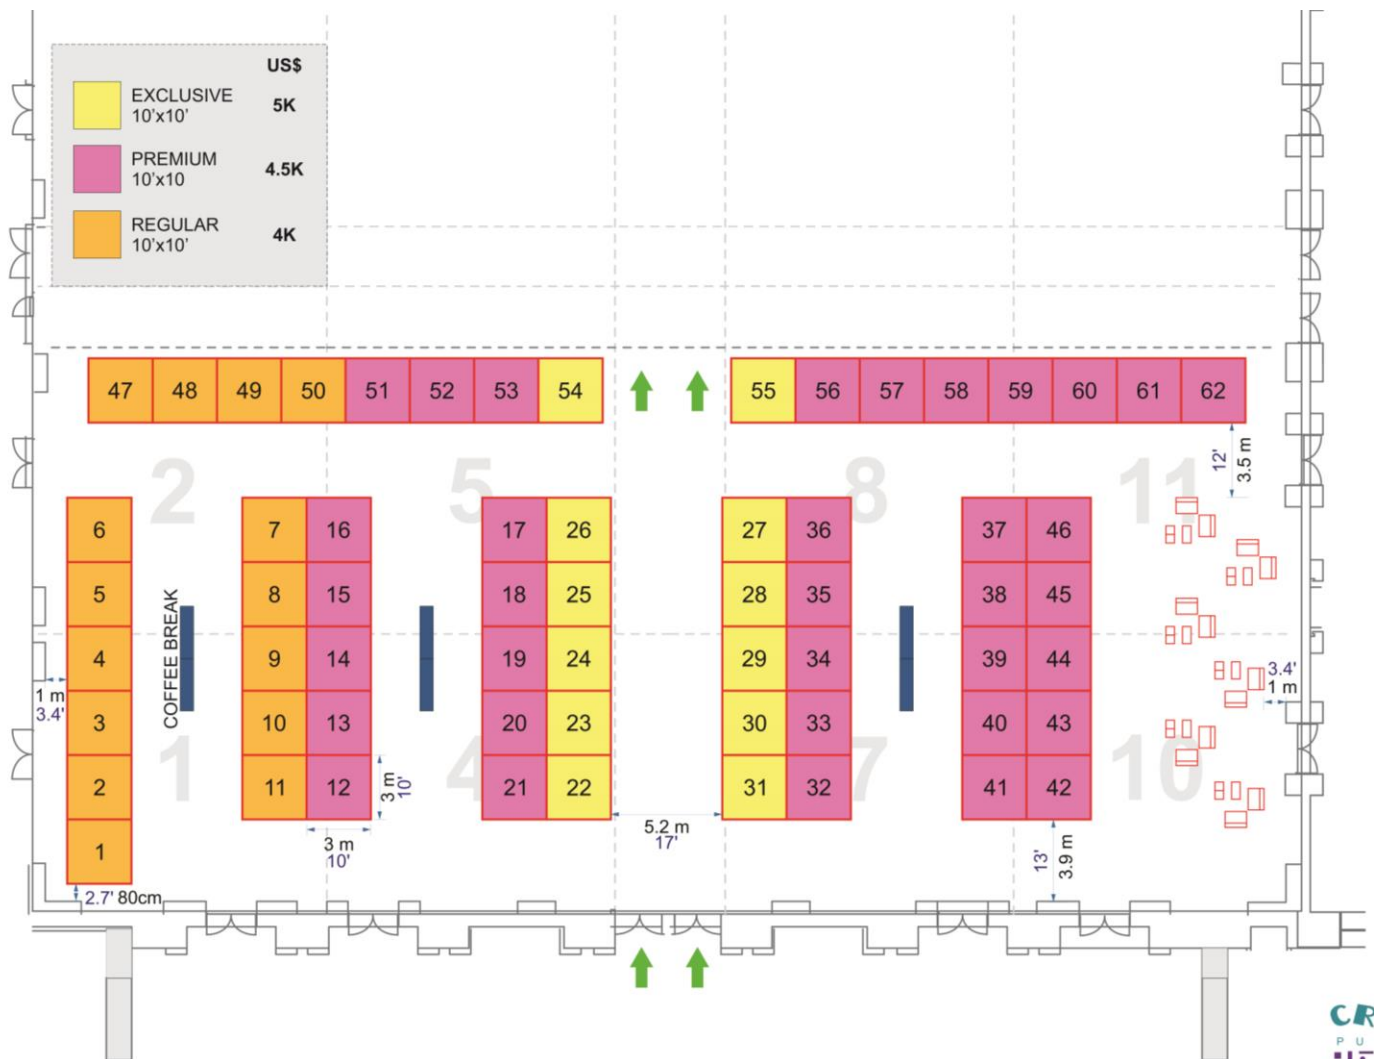 US$
EXCLUSIVE
10'x10'
5K
PREMIUM
10'x10
4.5K
REGULAR
10'x10'
4K
47 48 49 50 51 52 53 54 55 56 57 58 59 60 61 62
12'
3.5 m
2 5 8 11
6 7 16 17 26 27 36 37 46
5 8 15 18 25 28 35 38 45
COFFEE BREAK
4 9 14 19 24 29 34 39 44
1 m
3.4'
3.4'
1 m
3 10 13 20 23 30 33 40 43
1 4 7 10
2 11 12 21 22 31 32 41 42
3 m
10'
3 m
10'
5.2 m
17'
1
13'
3.9 m
2.7' 80cm
CR
P U